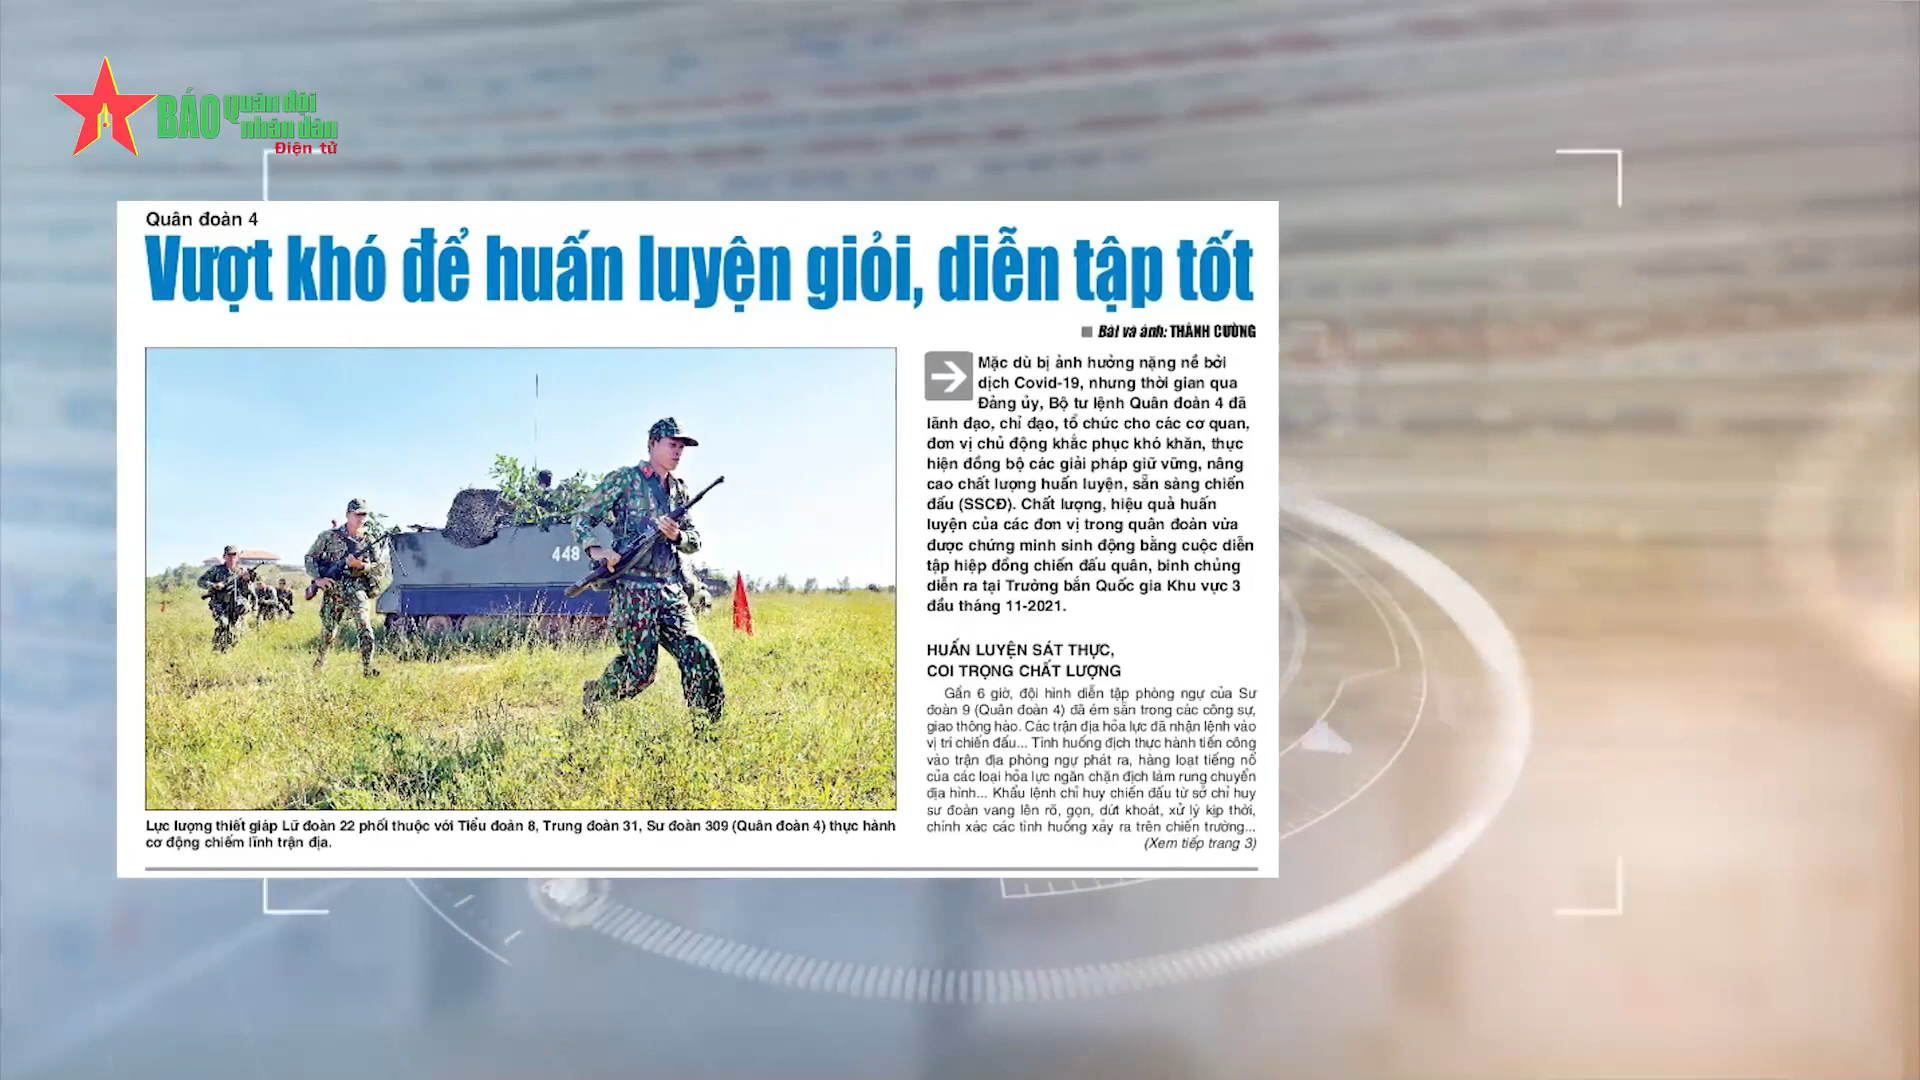 BÁO Quân đội
nhân dân
Điện tử
Quân đoàn 4
Vượt khó để huấn luyện giỏi, diễn tập tốt
Bài và ảnh: THÀNH CƯỜNG
Mặc dù bị ảnh hưởng nặng nề bởi
dịch Covid-19, nhưng thời gian qua
Đảng ủy, Bộ tư lệnh Quân đoàn 4 đã
lãnh đạo, chỉ đạo, tổ chức cho các cơ quan,
đơn vị chủ động khắc phục khó khăn, thực
hiện đồng bộ các giải pháp giữ vững, nâng
cao chất lượng huấn luyện, sẵn sàng chiến
đấu (SSCĐ). Chất lượng, hiệu quả huấn
luyện của các đơn vị trong quân đoàn vừa
được chứng minh sinh động bằng cuộc diễn
tập hiệp đồng chiến đấu quân, binh chủng
diễn ra tại Trường bắn Quốc gia Khu vực 3
đầu tháng 11-2021.
HUẤN LUYỆN SÁT THỰC,
COI TRỌNG CHẤT LƯỢNG
Gần 6 giờ, đội hình diễn tập phòng ngự của Sư
đoàn 9 (Quân đoàn 4) đã ém sẵn trong các công sự,
giao thông hào. Các trận địa hỏa lực đã nhận lệnh vào
vị trí chiến đấu... Tình huống địch thực hành tiến công
vào trận địa phòng ngự phát ra, hàng loạt tiếng nổ
của các loại hỏa lực ngăn chặn địch làm rung chuyển
địa hình... Khẩu lệnh chỉ huy chiến đấu từ sở chỉ huy
sư đoàn vang lên rõ, gọn, dứt khoát, xử lý kịp thời,
chính xác các tình huống xảy ra trên chiến trường...
(Xem tiếp trang 3)
448
Lực lượng thiết giáp Lữ đoàn 22 phối thuộc với Tiểu đoàn 8, Trung đoàn 31, Sư đoàn 309 (Quân đoàn 4) thực hành
cơ động chiếm lĩnh trận địa.